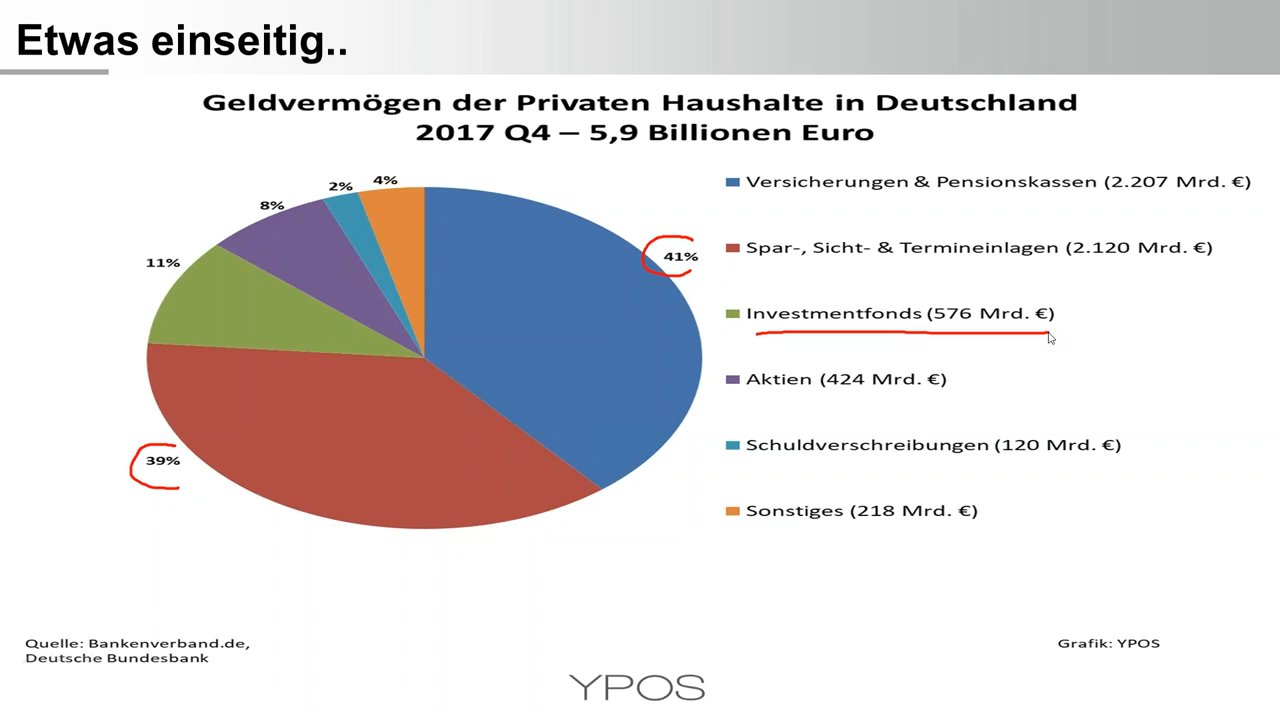 Etwas einseitig..
Geldvermögen der Privaten Haushalte in Deutschland
2017 Q4 – 5,9 Billionen Euro
4%
2%
8%
11%
41%
39%
Versicherungen & Pensionskassen (2.207 Mrd. €)
Spar-, Sicht- & Termineinlagen (2.120 Mrd. €)
Investmentfonds (576 Mrd. €)
Aktien (424 Mrd. €)
Schuldverschreibungen (120 Mrd. €)
Sonstiges (218 Mrd. €)
Quelle: Bankenverband.de,
Deutsche Bundesbank
Grafik: YPOS
YPOS